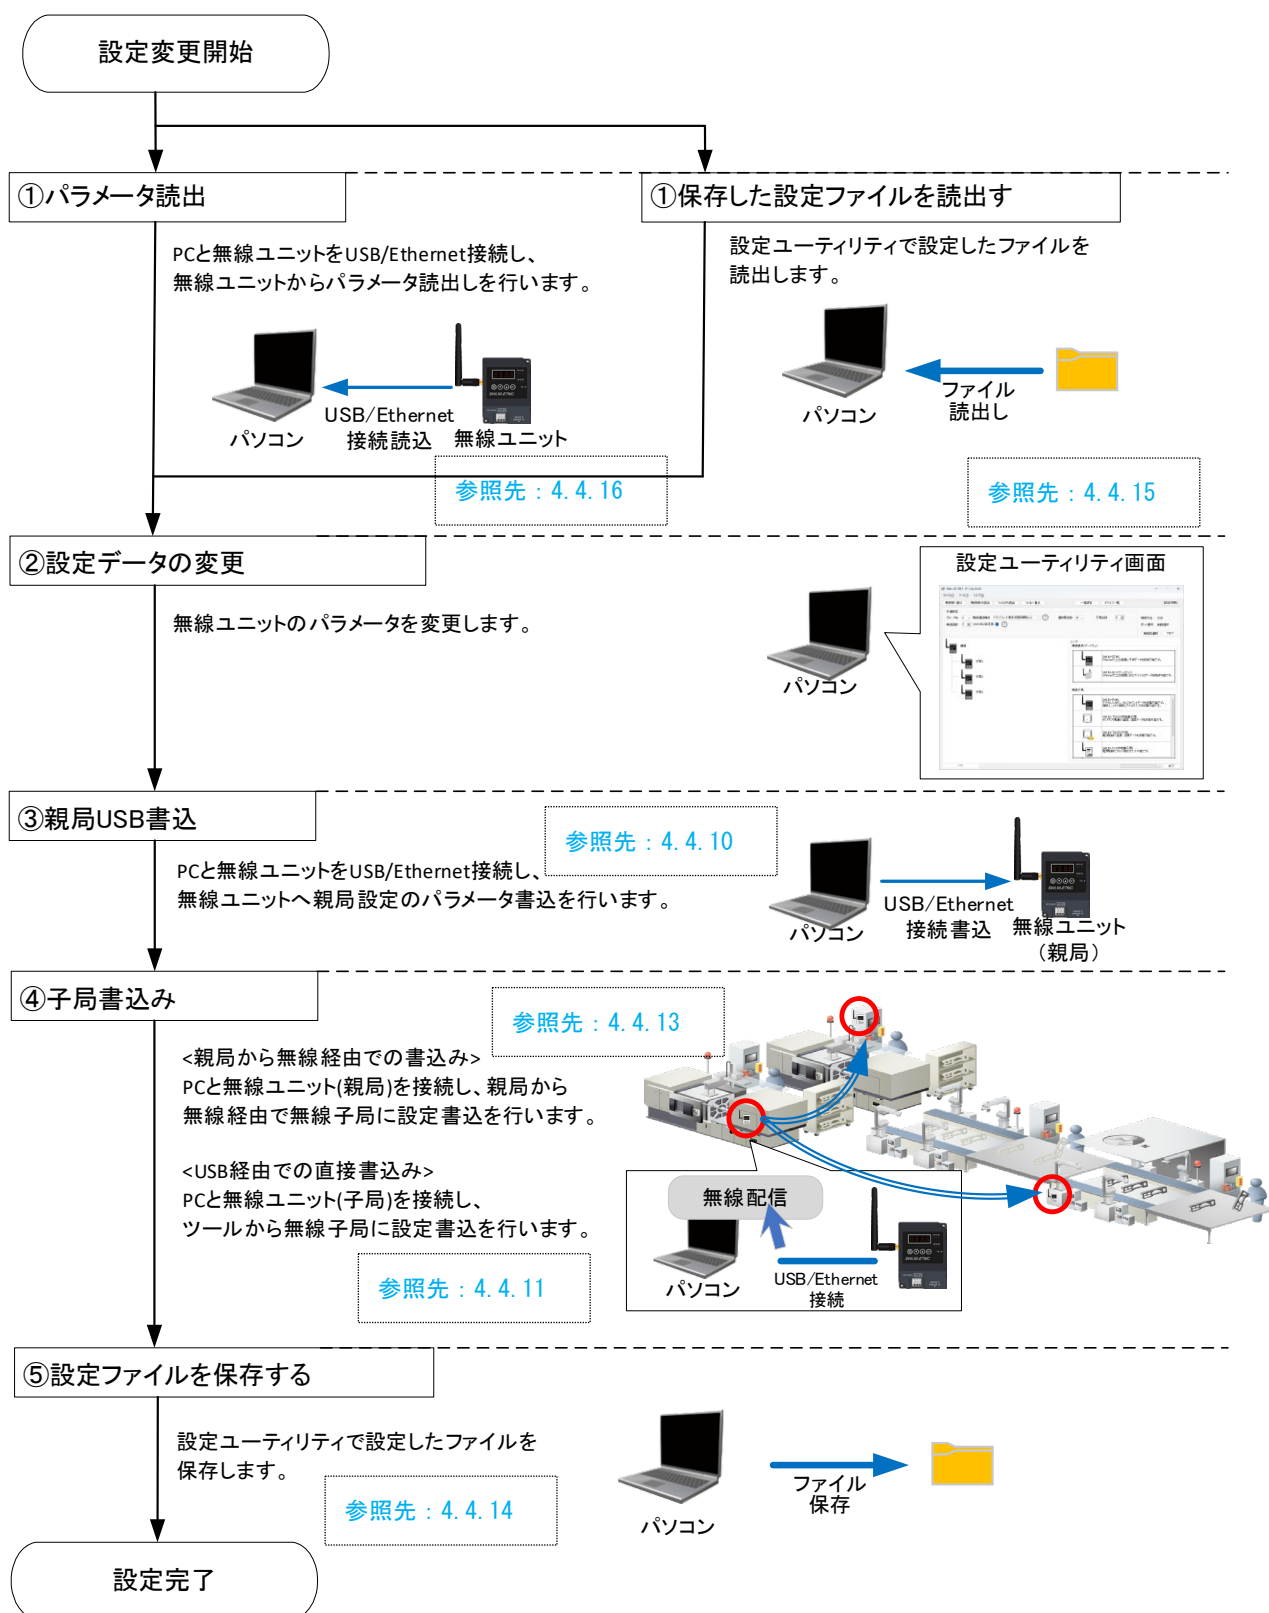 設定変更開始
①パラメータ読出
①保存した設定ファイルを読出す
PCと無線ユニットをUSB/Ethernet接続し、
無線ユニットからパラメータ読出しを行います。
設定ユーティリティで設定したファイルを
読出します。
USB/Ethernet
接続読込
パソコン
無線ユニット
ファイル
読出し
パソコン
参照先：4.4.16
参照先：4.4.15
②設定データの変更
無線ユニットのパラメータを変更します。
設定ユーティリティ画面
パソコン
③親局USB書込
参照先：4.4.10
PCと無線ユニットをUSB/Ethernet接続し、
無線ユニットへ親局設定のパラメータ書込を行います。
USB/Ethernet
接続書込
パソコン
無線ユニット
（親局）
④子局書込み
参照先：4.4.13
<親局から無線経由での書込み>
PCと無線ユニット(親局)を接続し、親局から
無線経由で無線子局に設定書込を行います。
<USB経由での直接書込み>
PCと無線ユニット(子局)を接続し、
ツールから無線子局に設定書込を行います。
参照先：4.4.11
無線配信
パソコン
USB/Ethernet
接続
⑤設定ファイルを保存する
設定ユーティリティで設定したファイルを
保存します。
参照先：4.4.14
パソコン
ファイル
保存
設定完了